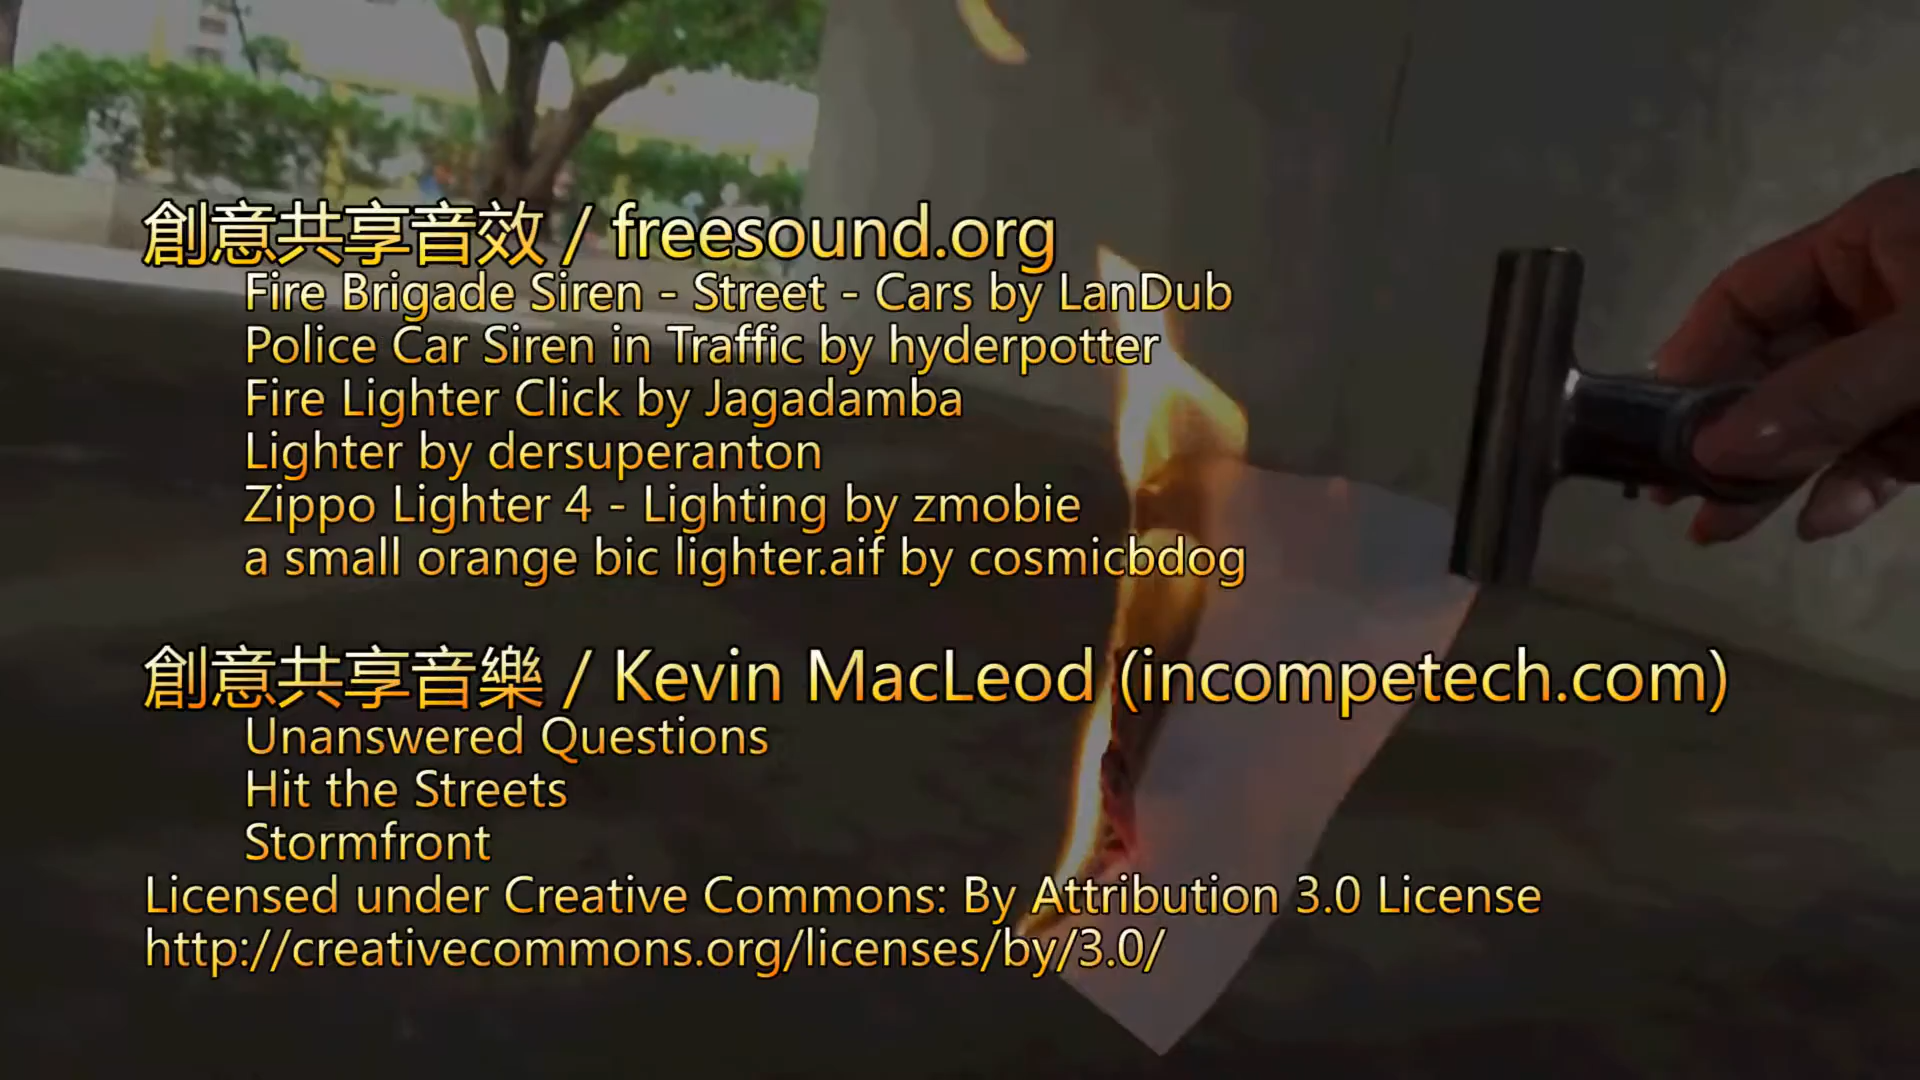 創意共享音效 / freesound.org
Fire Brigade Siren - Street - Cars by LanDub
Police Car Siren in Traffic by hyderpotter
Fire Lighter Click by Jagadamba
Lighter by dersuperanton
Zippo Lighter 4 - Lighting by zmobie
a small orange bic lighter.aif by cosmicbdog
創意共享音樂 / Kevin MacLeod (incompetech.com)
Unanswered Questions
Hit the Streets
Stormfront
Licensed under Creative Commons: By Attribution 3.0 License
http://creativecommons.org/licenses/by/3.0/